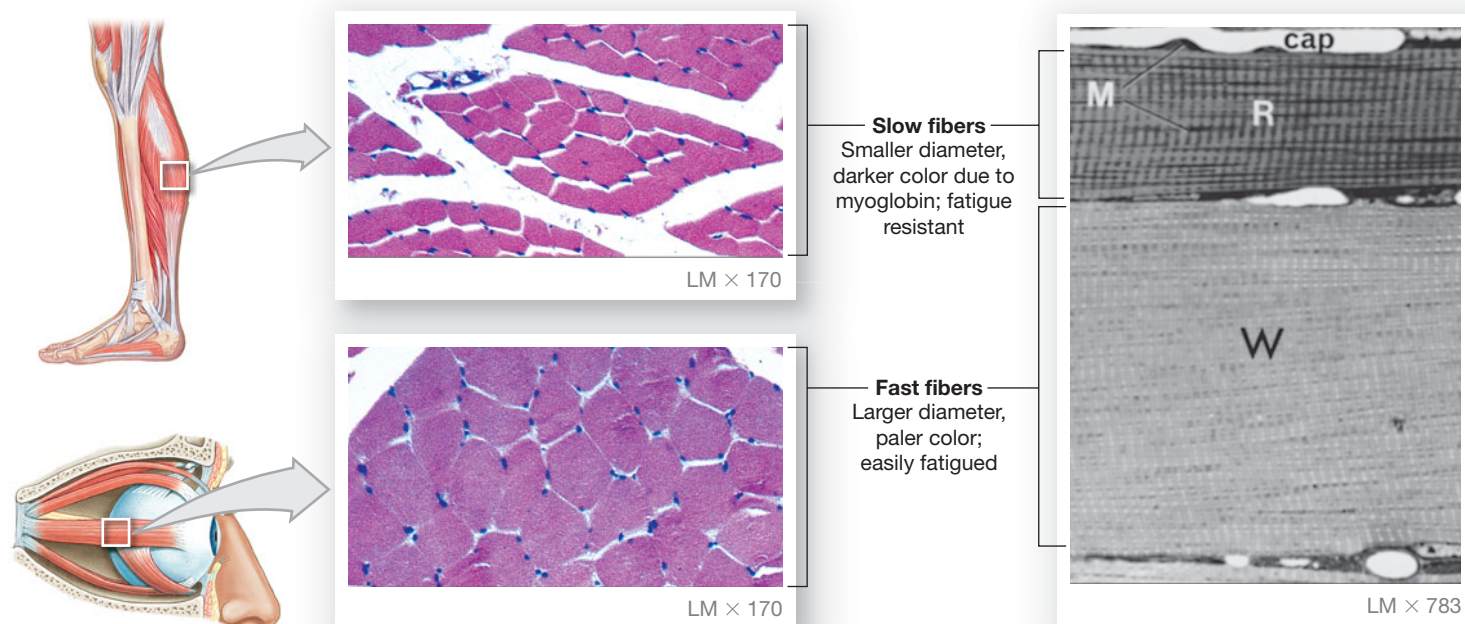 LM × 170
Slow fibers
Smaller diameter,
darker color due to
myoglobin; fatigue
resistant
LM × 170
Fast fibers
Larger diameter,
paler color;
easily fatigued
cap
M
R
W
LM × 783